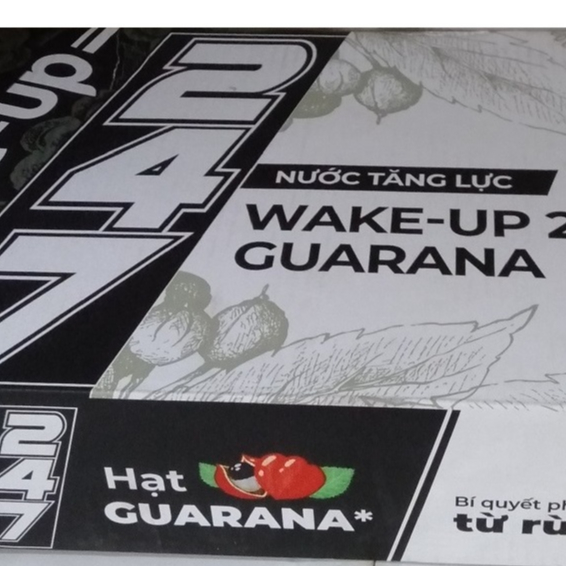 up
247
NƯỚC TĂNG LỰC
WAKE-UP 2
GUARANA
247
Hạt
GUARANA*
Bí quyết
từ rừ